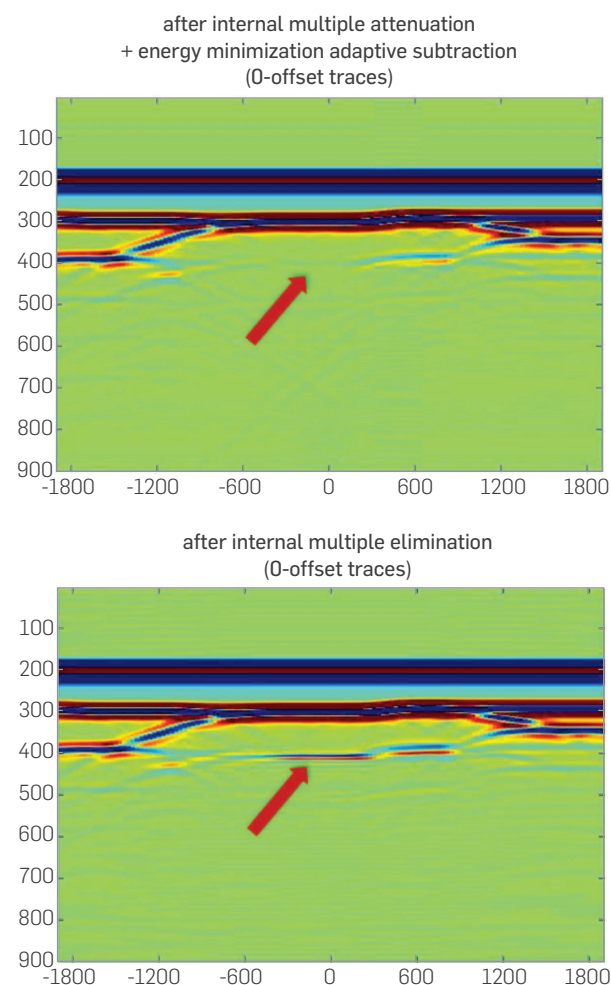 after internal multiple attenuation
+ energy minimization adaptive subtraction
(0-offset traces)
100
200
300
400
500
600
700
800
900
-1800 -1200 -600 0 600 1200 1800
after internal multiple elimination
(0-offset traces)
100
200
300
400
500
600
700
800
900
-1800 -1200 -600 0 600 1200 1800